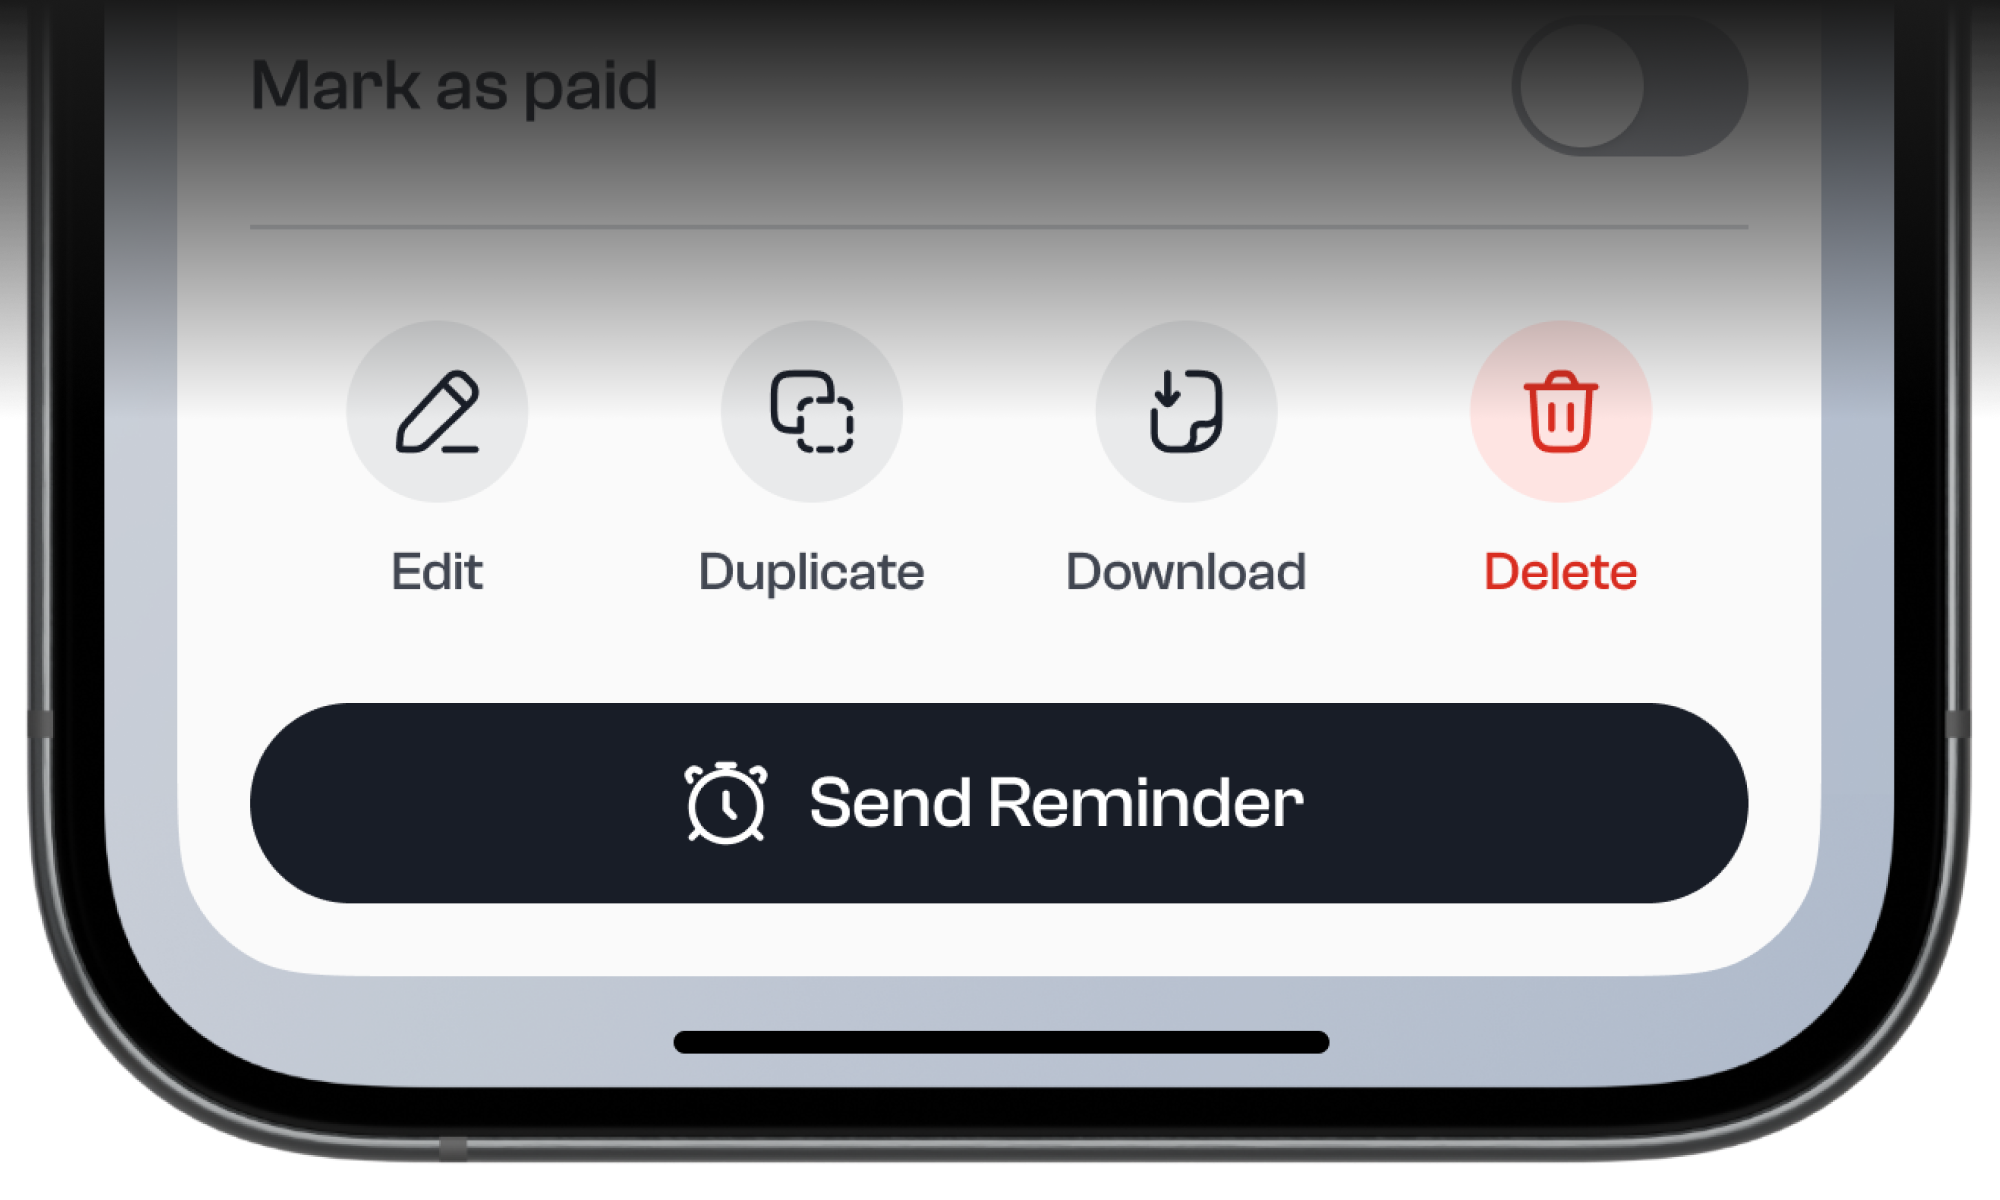 Mark as paid
Edit
Duplicate
Download
Delete
Send Reminder